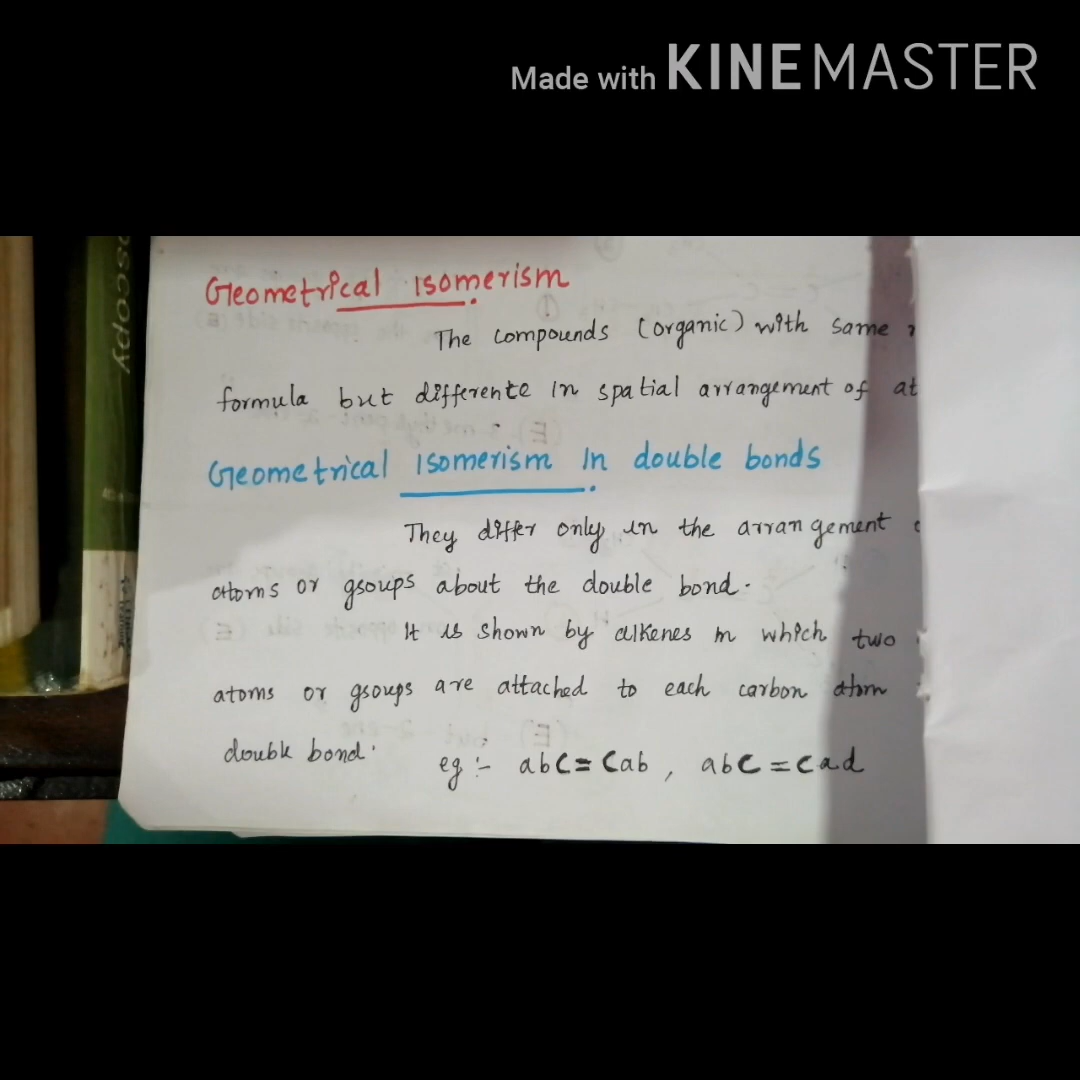 Made with KINEMASTER
oscopy
Geometrical isomerism
The compounds (organic) with same
formula but differente in spatial arrangement of at
Geometrical isomerism in double bonds
They differ only in the arrangement
atoms or gsoups about the double bond.
It is shown by alkenes in which two
atoms or gsoups are attached to each carbon atom
double bond.
eg :- abC = Cab , abC = Cad